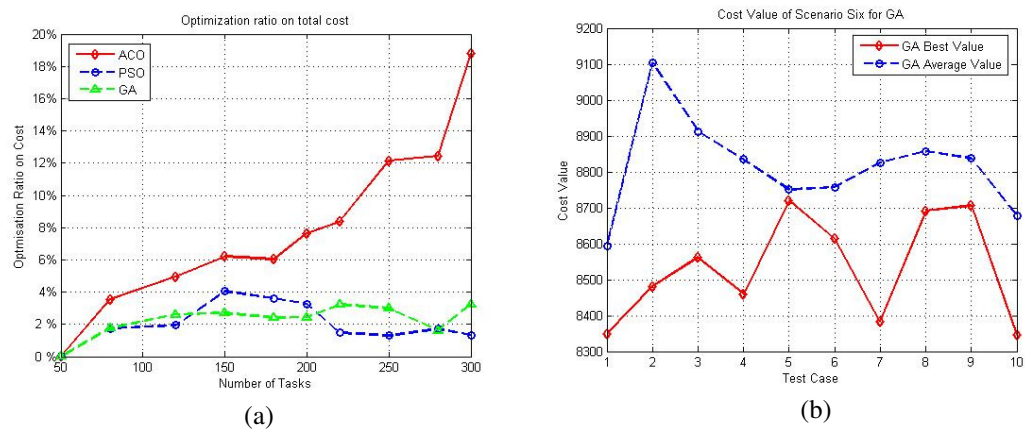 Optimization ratio on total cost
20%
18%
16%
14%
12%
10%
8%
6%
4%
2 %
0 %
Optmisation Ratio on Cost
ACO
PSO
GA
50
100
150
200
250
300
Number of Tasks
(a)
Cost Value of Scenario Six for GA
9200
9100
9000
8900
8800
8700
8600
8500
8400
8300
Cost Value
GA Best Value
GA Average Value
1
2
3
4
5
6
7
8
9
10
Test Case
(b)